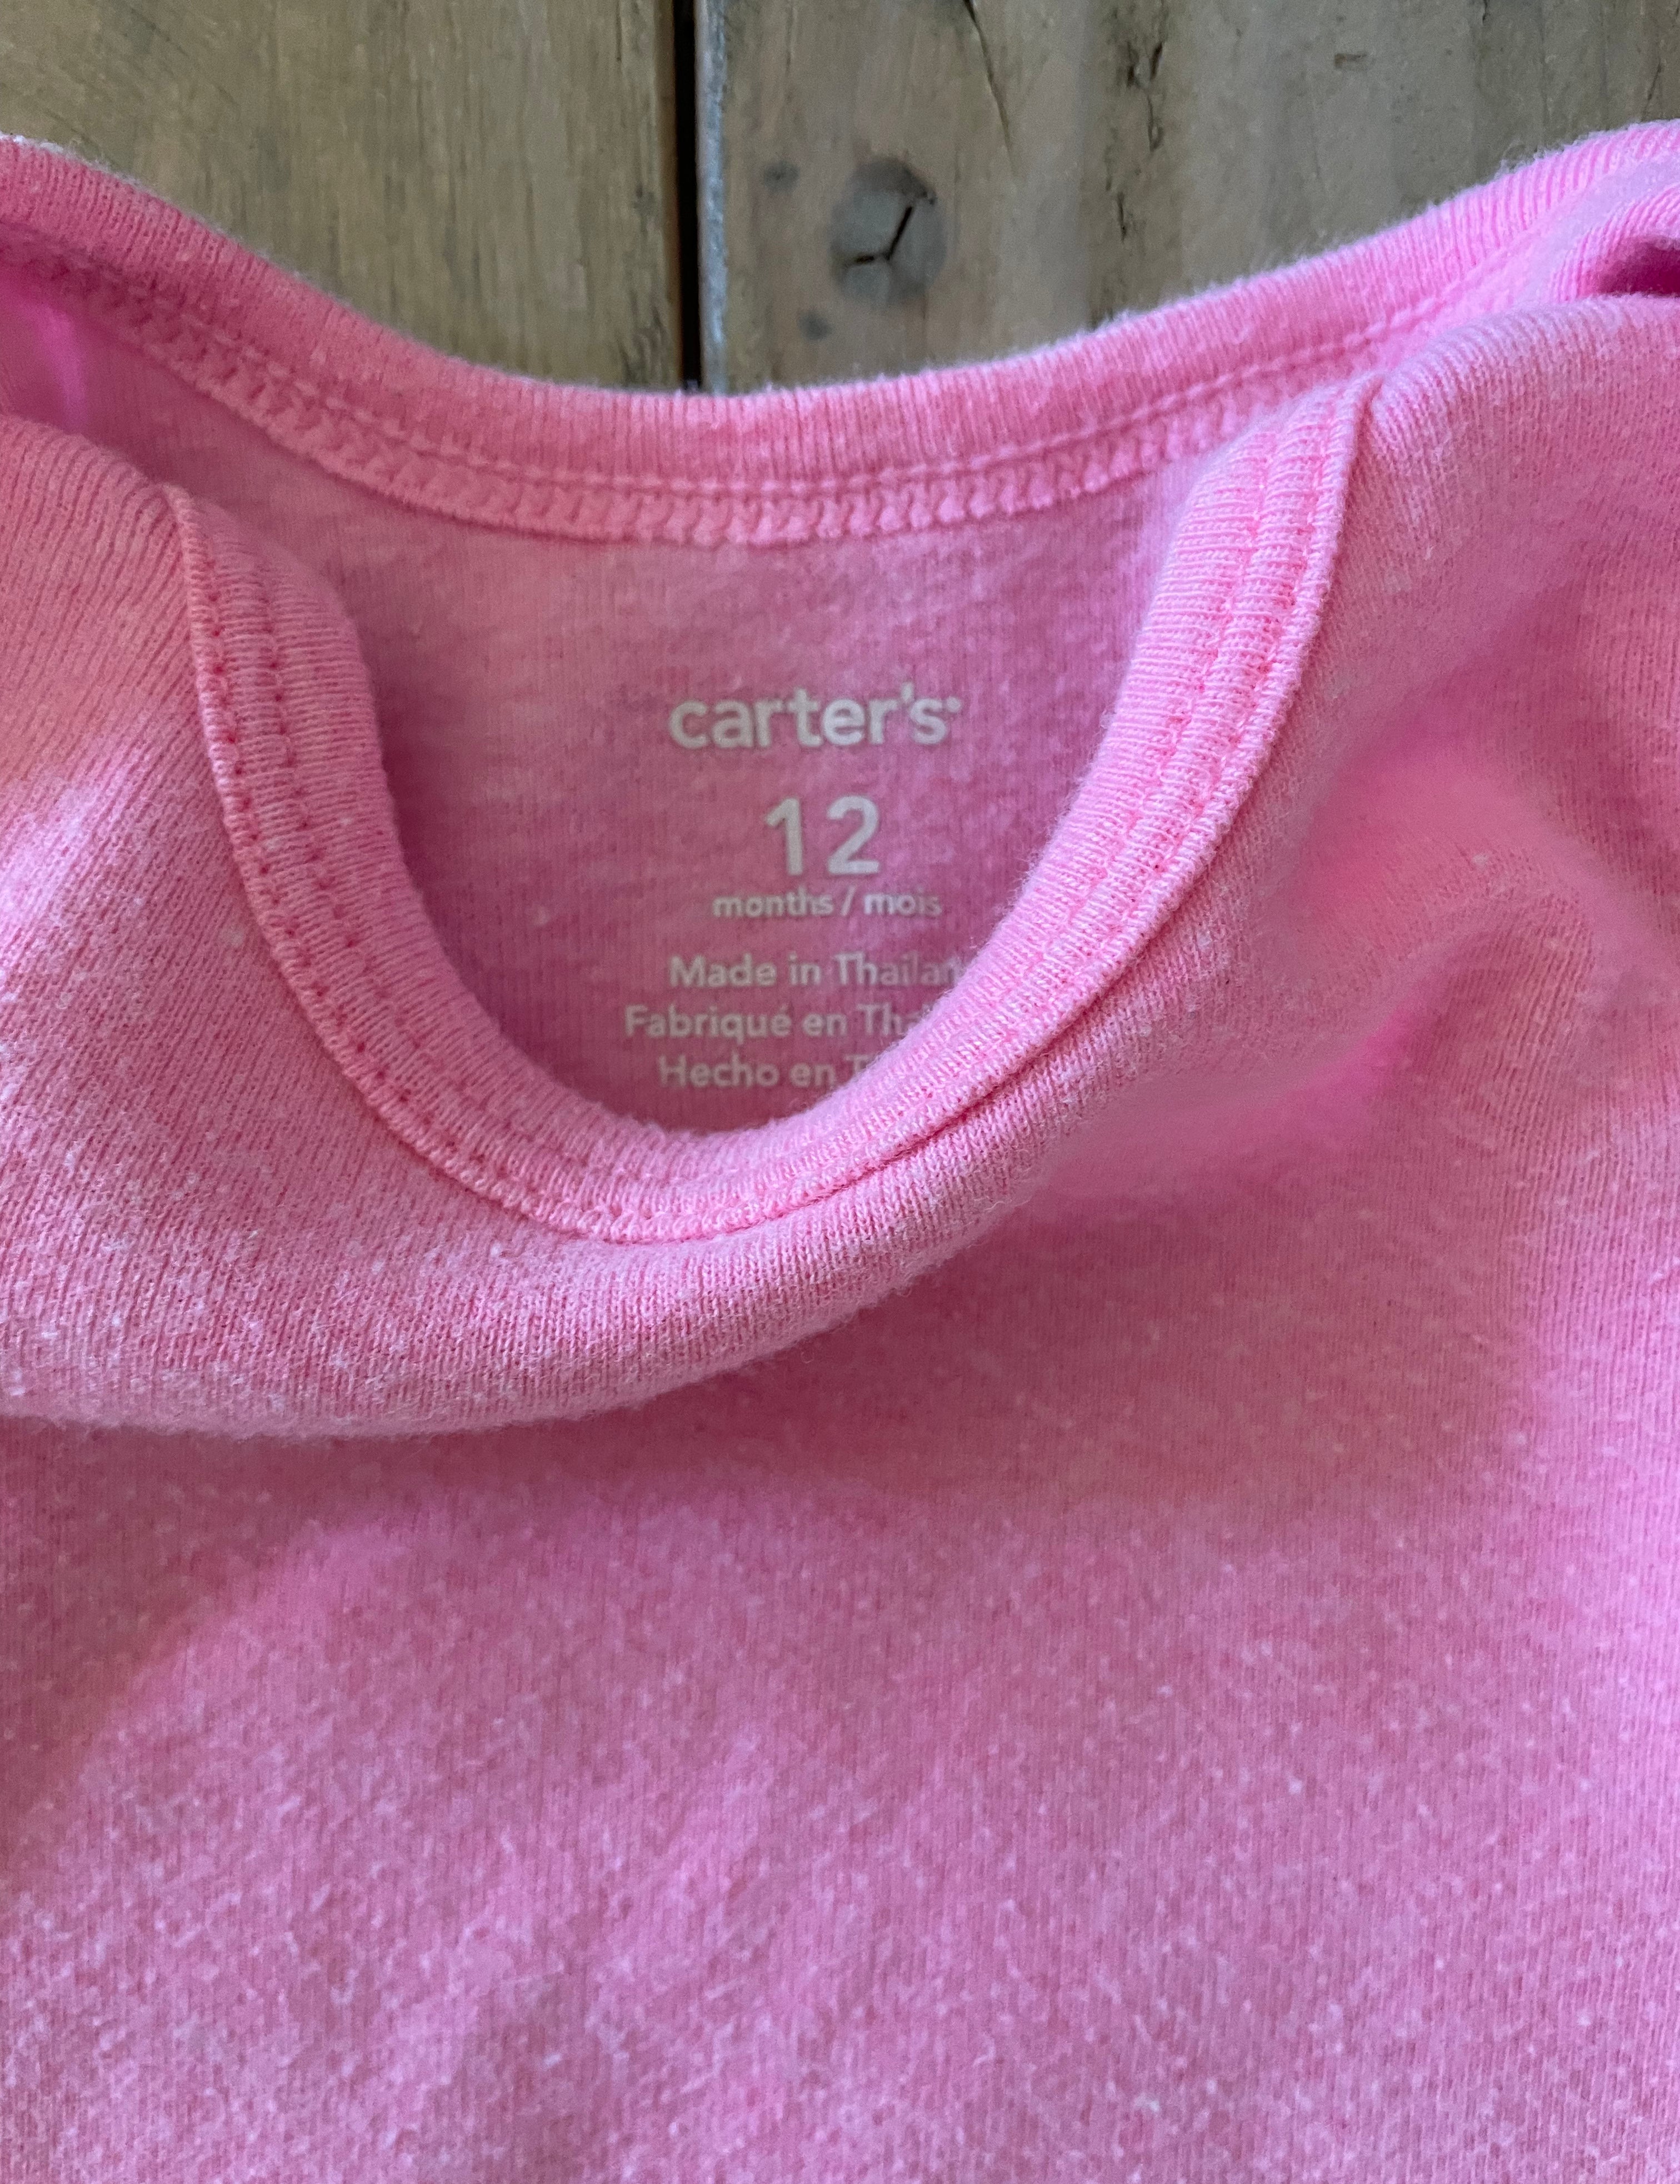 carter's
12
months / mois
Made in
Fabriqué en
Hecho en